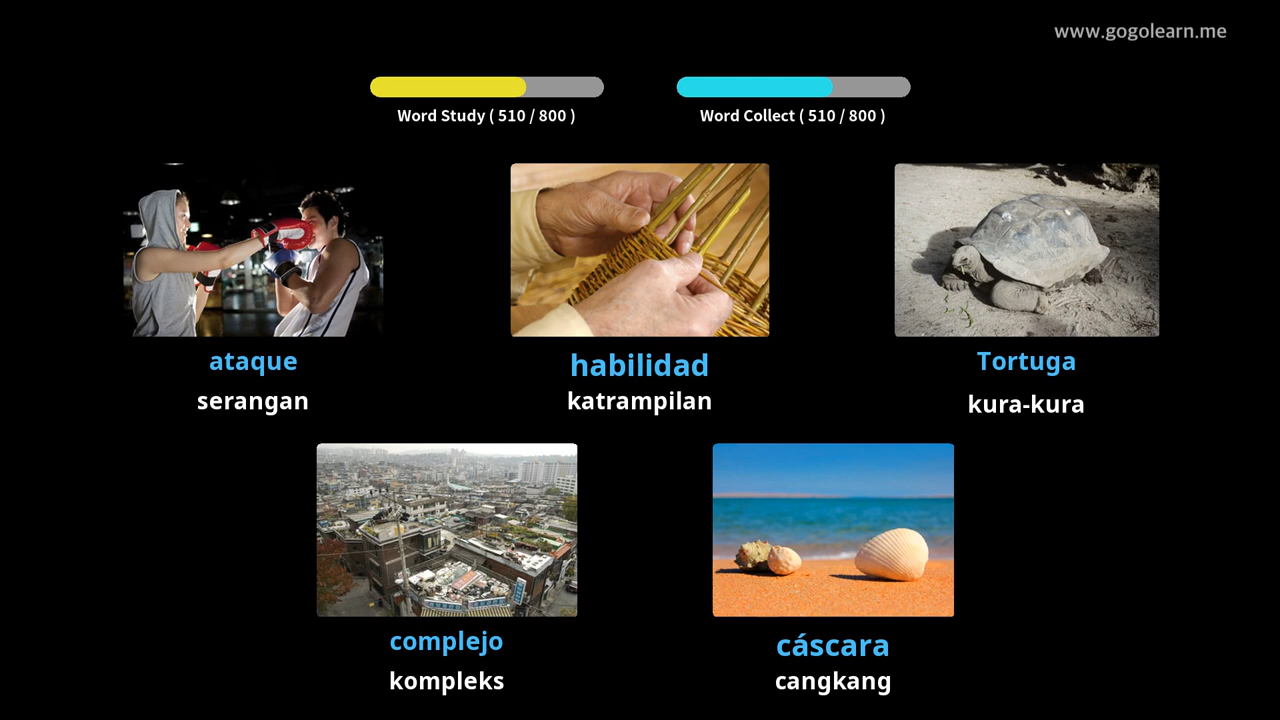 www.gogolearn.me
Word Study ( 510 / 800 )
Word Collect ( 510 / 800 )
ataque
serangan
habilidad
katrampilan
Tortuga
kura-kura
complejo
kompleks
cáscara
cangkang